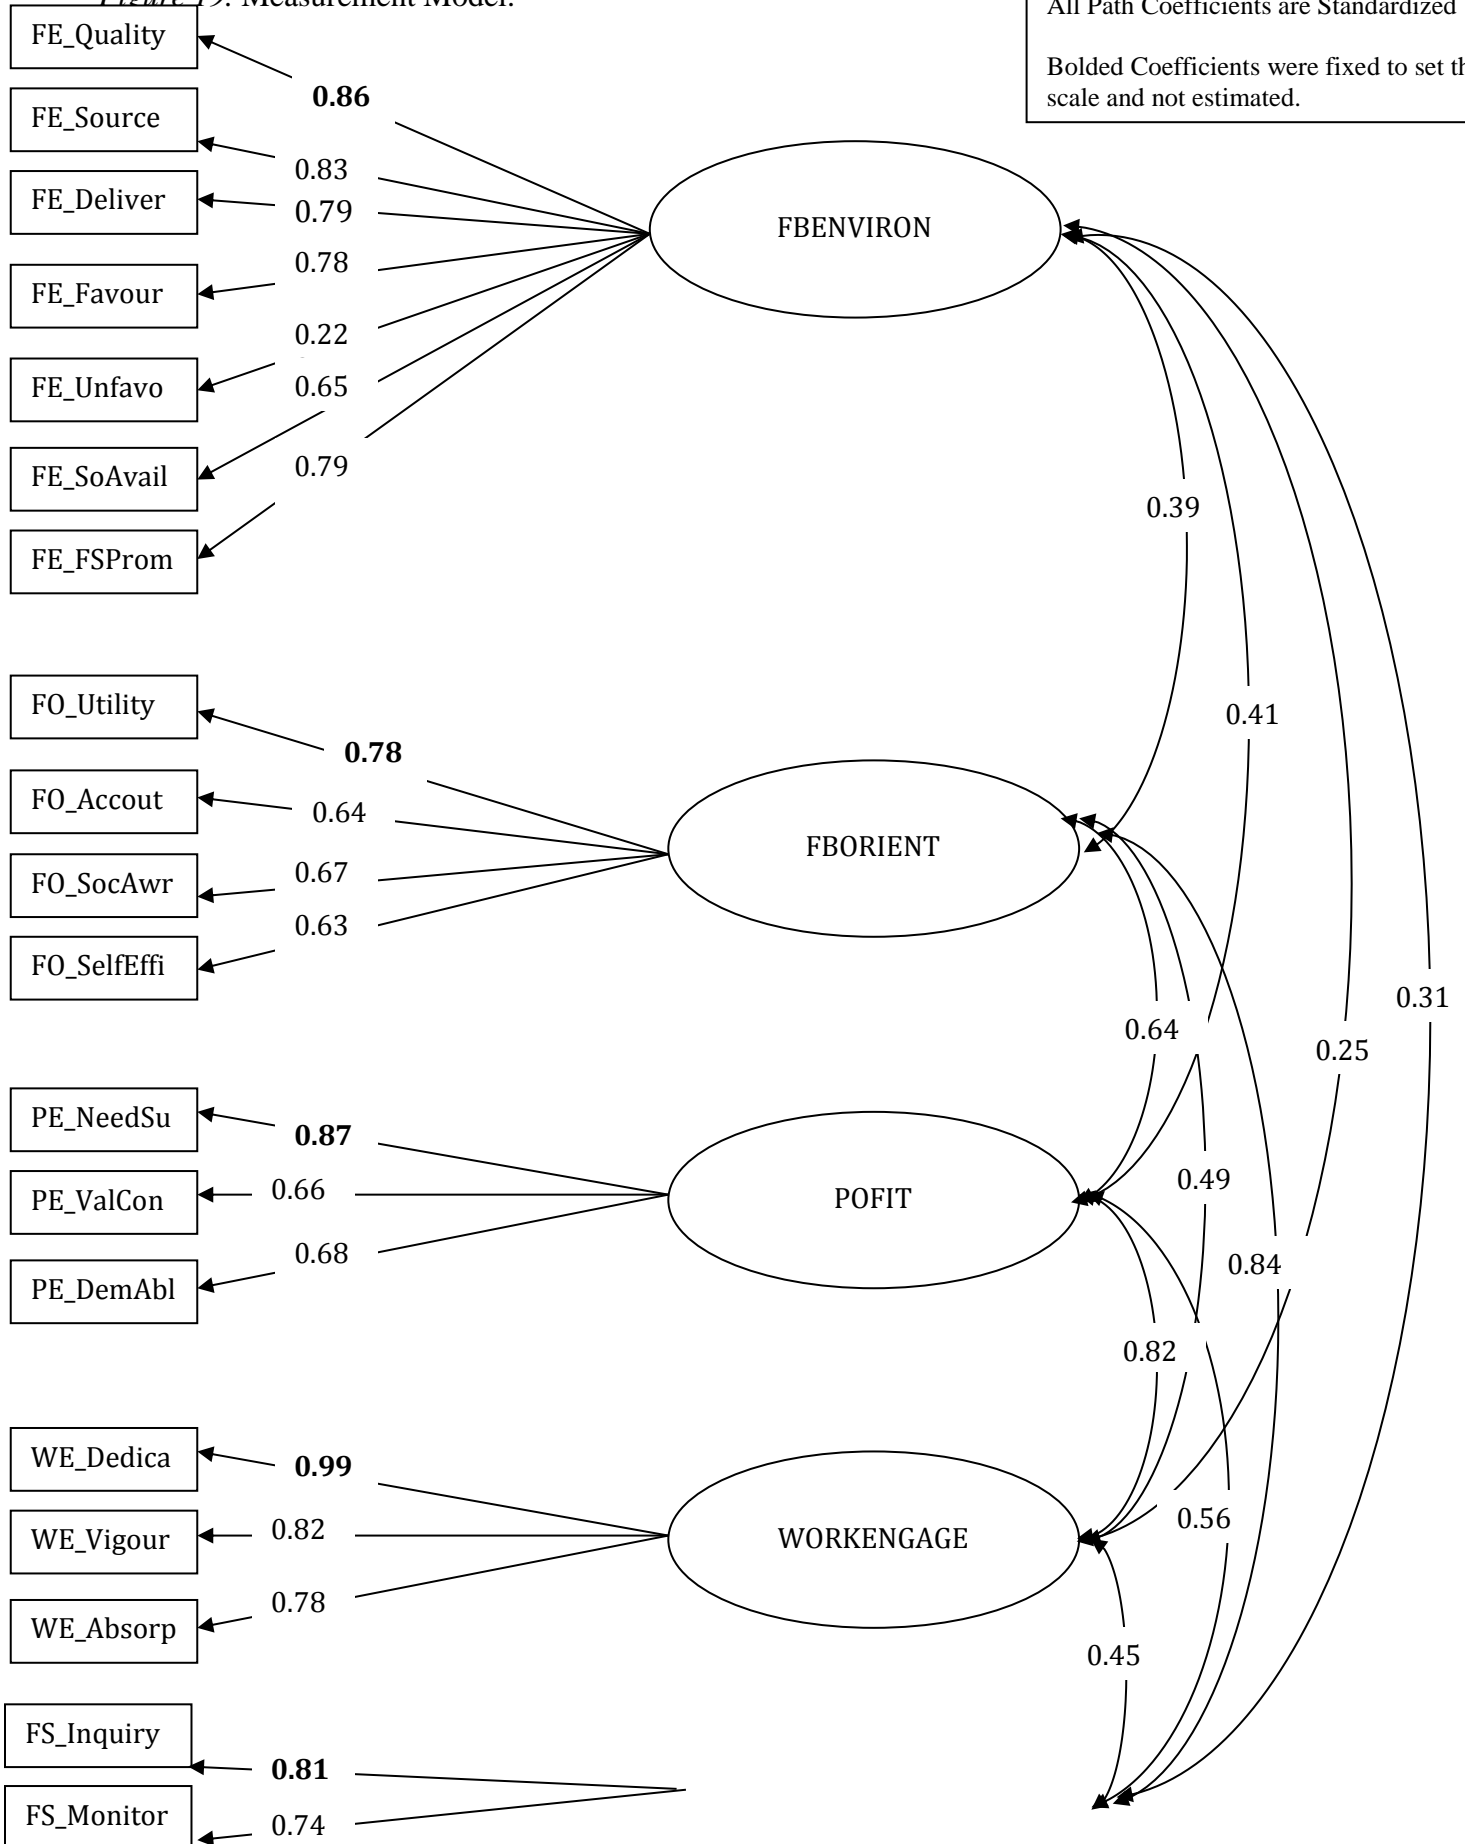 Figure 19. Measurement Model.
All Path Coefficients are Standardized
Bolded Coefficients were fixed to set th
scale and not estimated.
FE_Quality
0.86
FE_Source
0.83
FE_Deliver
0.79
FBENVIRON
FE_Favour
0.78
0.22
FE_Unfavo
0.65
FE_SoAvail
0.79
0.39
FE_FSProm
FO_Utility
0.41
0.78
FO_Accout
0.64
FBORIENT
FO_SocAwr
0.67
0.63
FO_SelfEffi
0.31
0.64
0.25
PE_NeedSu
0.87
PE_ValCon
0.66
POFIT
0.49
0.68
0.84
PE_DemAbl
0.82
WE_Dedica
0.99
0.56
WE_Vigour
0.82
WORKENGAGE
0.78
WE_Absorp
0.45
FS_Inquiry
0.81
FS_Monitor
0.74